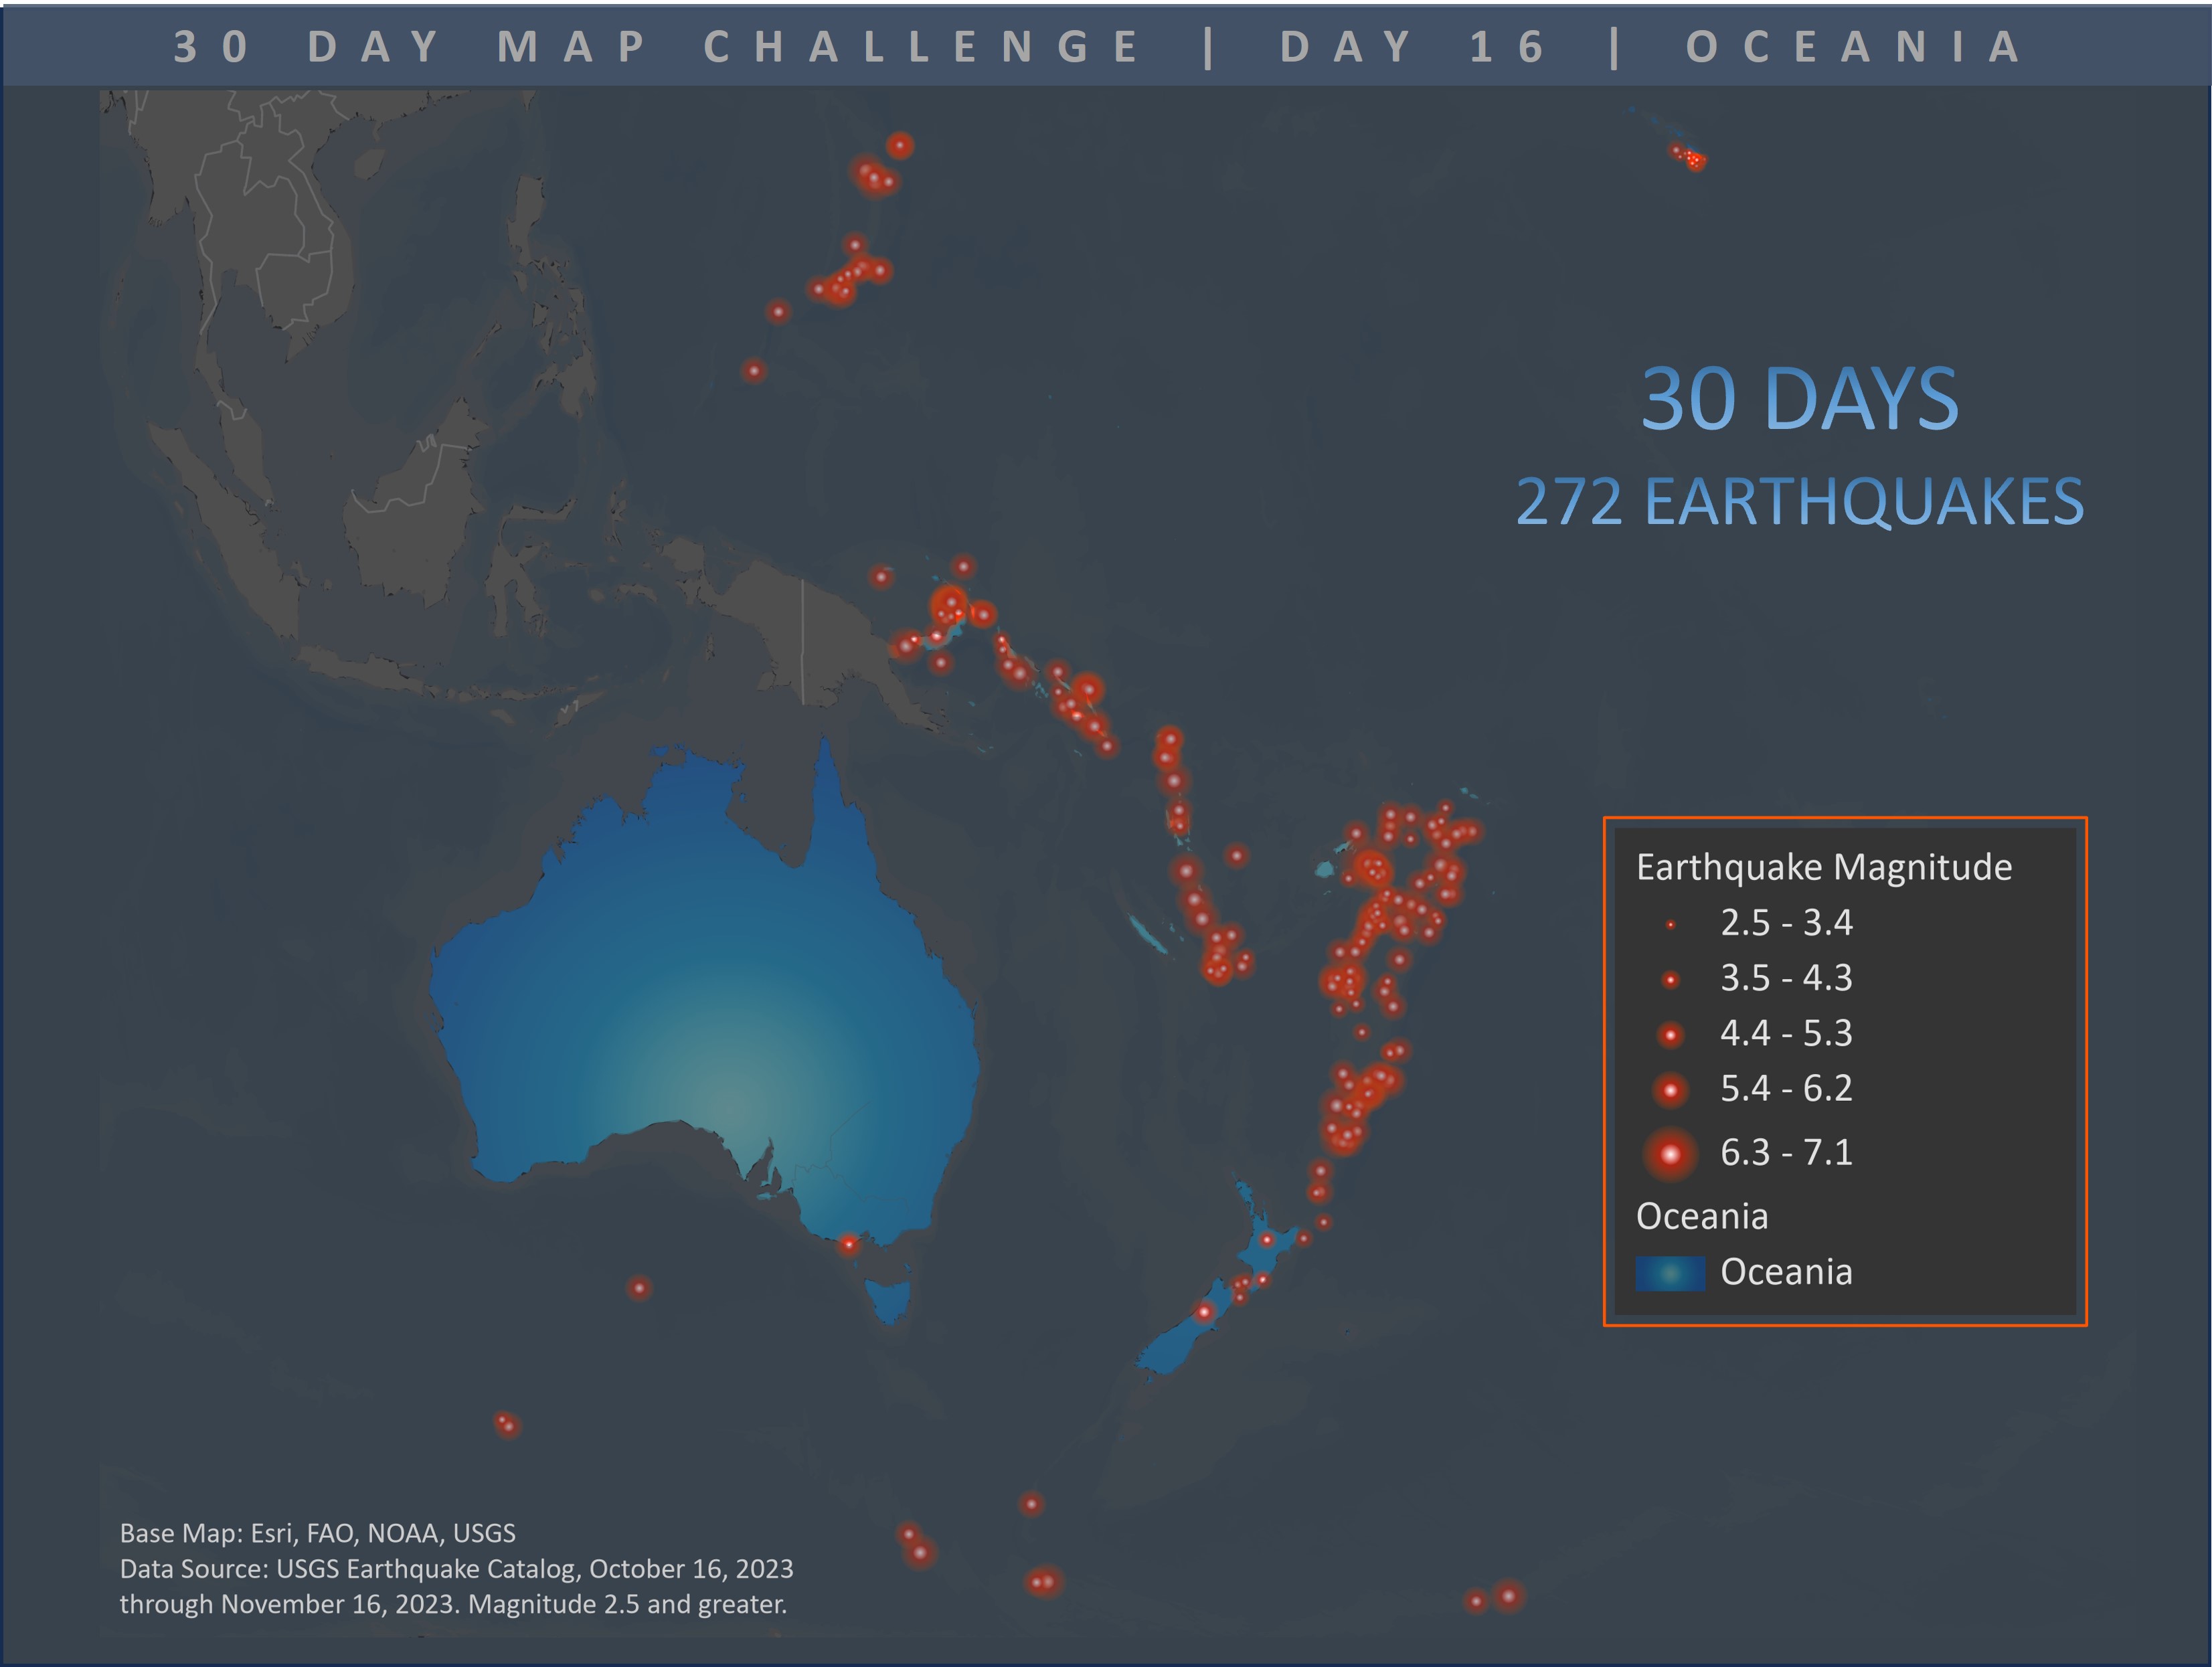 30 DAY MAP CHALLENGE | DAY 16 | OCEANIA
30 DAYS
272 EARTHQUAKES
Earthquake Magnitude
2.5 - 3.4
3.5 - 4.3
4.4 - 5.3
5.4 - 6.2
6.3 - 7.1
Oceania
Oceania
Base Map: Esri, FAO, NOAA, USGS
Data Source: USGS Earthquake Catalog, October 16, 2023
through November 16, 2023. Magnitude 2.5 and greater.